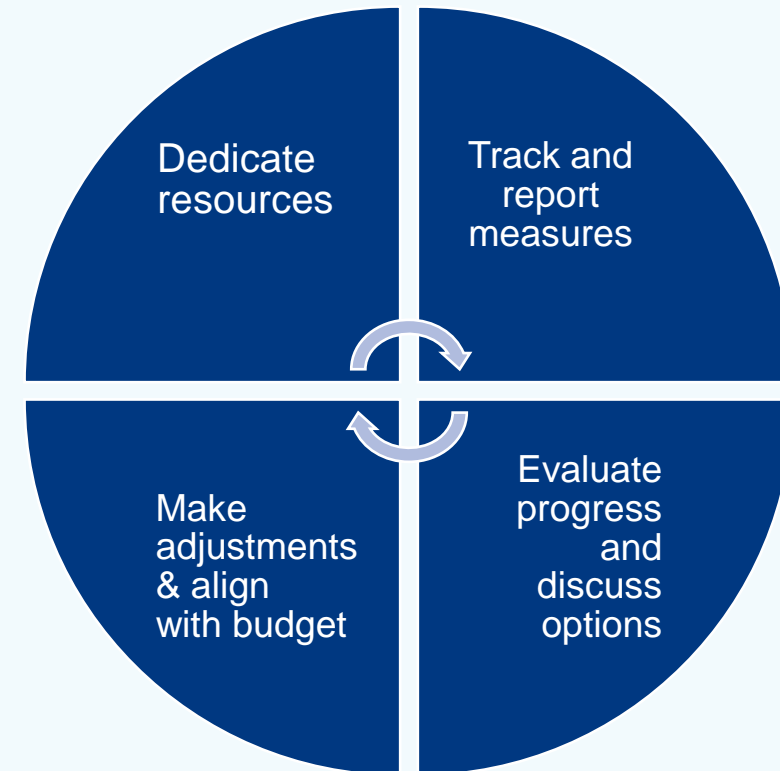 Dedicate
resources
Track and
report
measures
Evaluate
progress
and
discuss
options
Make
adjustments
& align
with budget